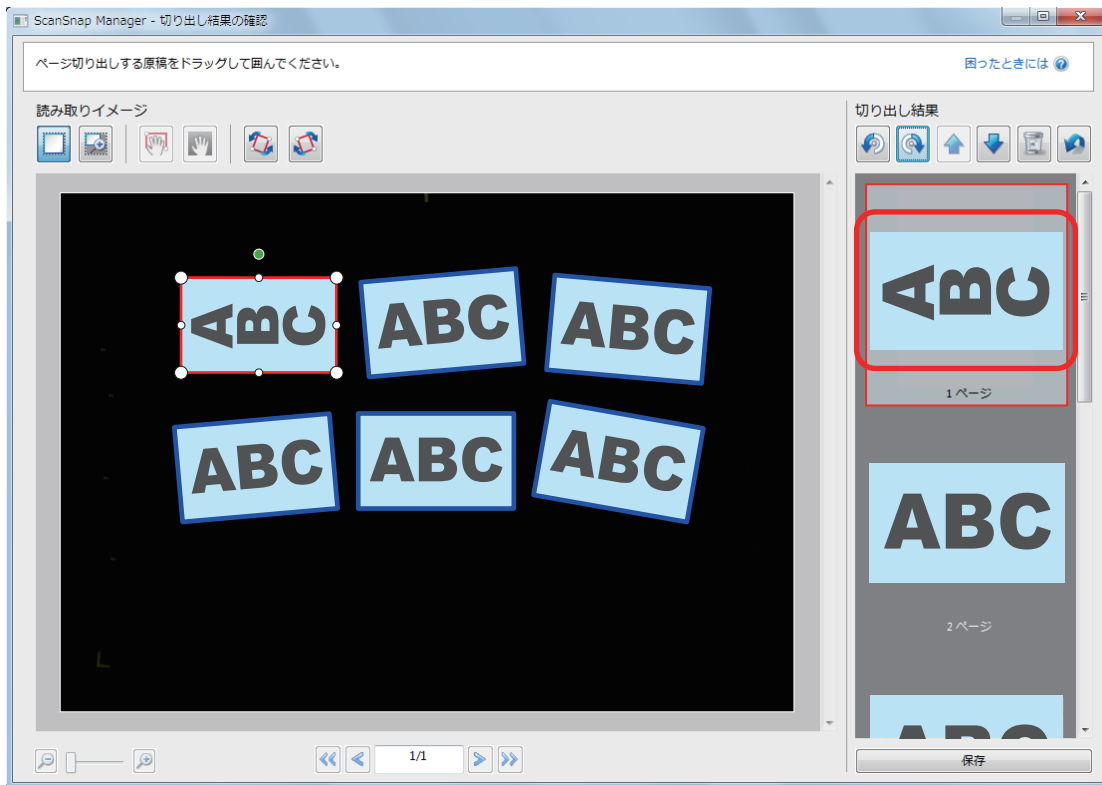 ScanSnap Manager - 切り出し結果の確認
ページ切り出しする原稿をドラッグして囲んでください。
困ったときには
読み取りイメージ
切り出し結果
ABC
ABC
ABC
ABC
ABC
ABC
ABC
1 ページ
ABC
2 ページ
ABC
1/1
保存